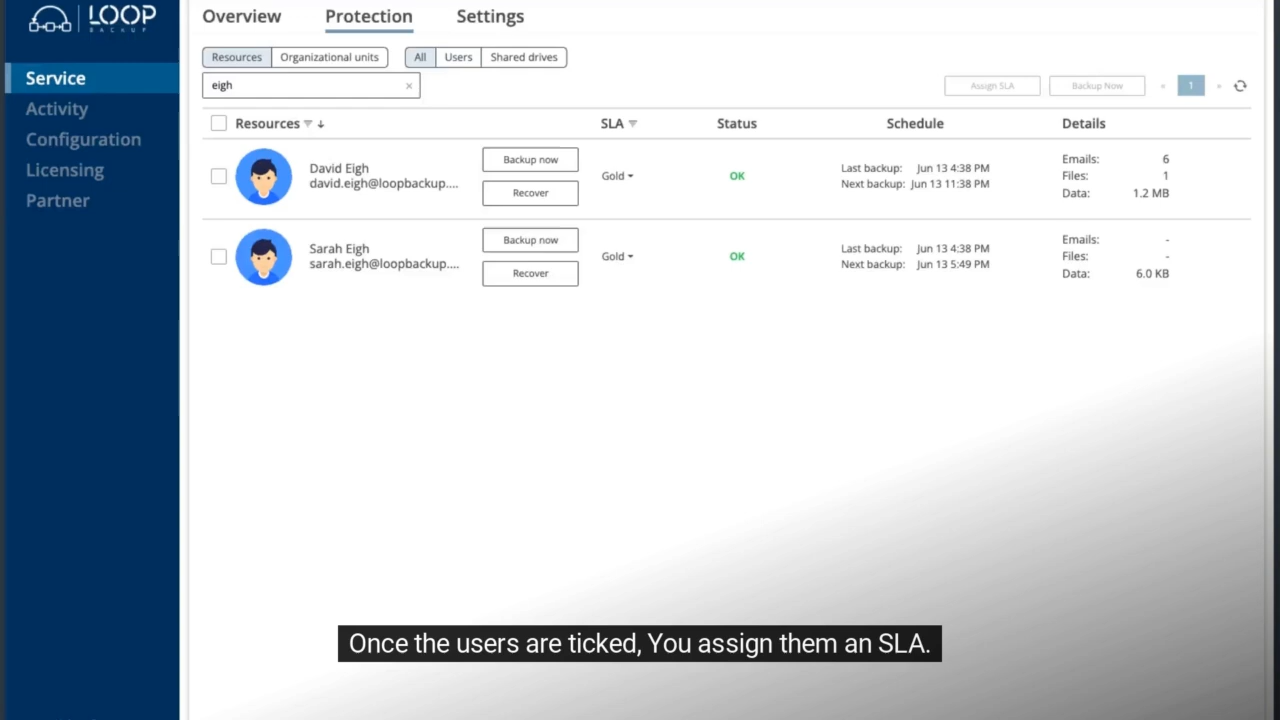 LOOP
BACKUP
Overview Protection Settings
Resources Organizational units All Users Shared drives
eigh ×
Assign SLA Backup Now « 1 »
Service
Activity
Configuration
Licensing
Partner
Resources SLA Status Schedule Details
David Eigh
david.eigh@loopbackup....
Backup now
Recover
Gold
OK
Last backup: Jun 13 4:38 PM
Next backup: Jun 13 11:38 PM
Emails: 6
Files: 1
Data: 1.2 MB
Sarah Eigh
sarah.eigh@loopbackup....
Backup now
Recover
Gold
OK
Last backup: Jun 13 4:38 PM
Next backup: Jun 13 5:49 PM
Emails: -
Files: -
Data: 6.0 KB
Once the users are ticked, You assign them an SLA.